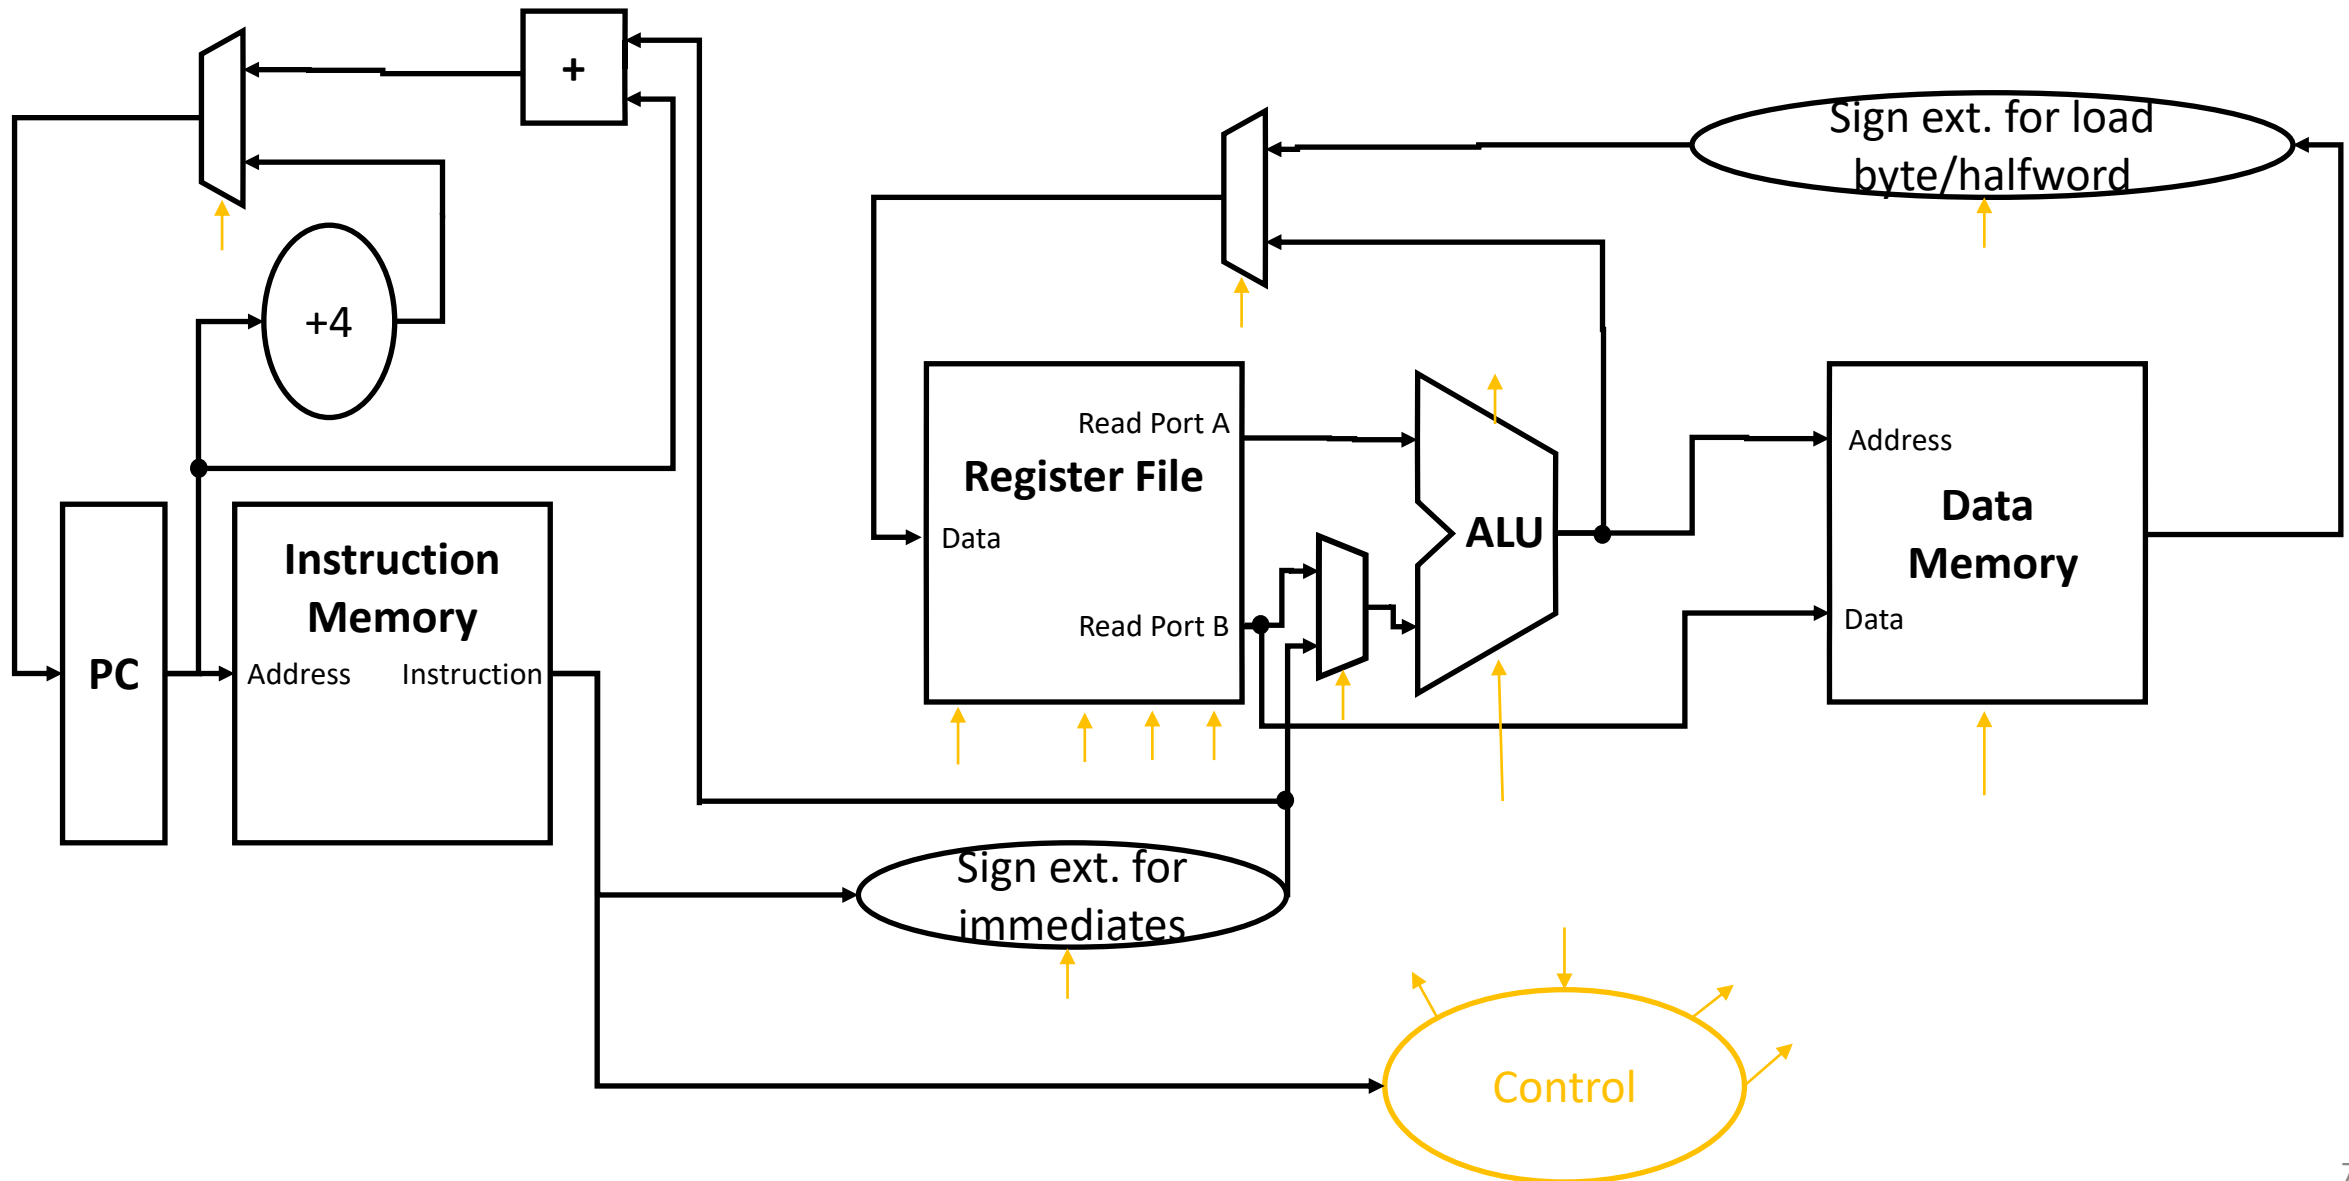 +
Sign ext. for load
byte/halfword
+4
Read Port A
Register File
Data
Read Port B
ALU
Address
Data
Memory
Data
Instruction
Memory
PC
Address
Instruction
Sign ext. for
immediates
Control